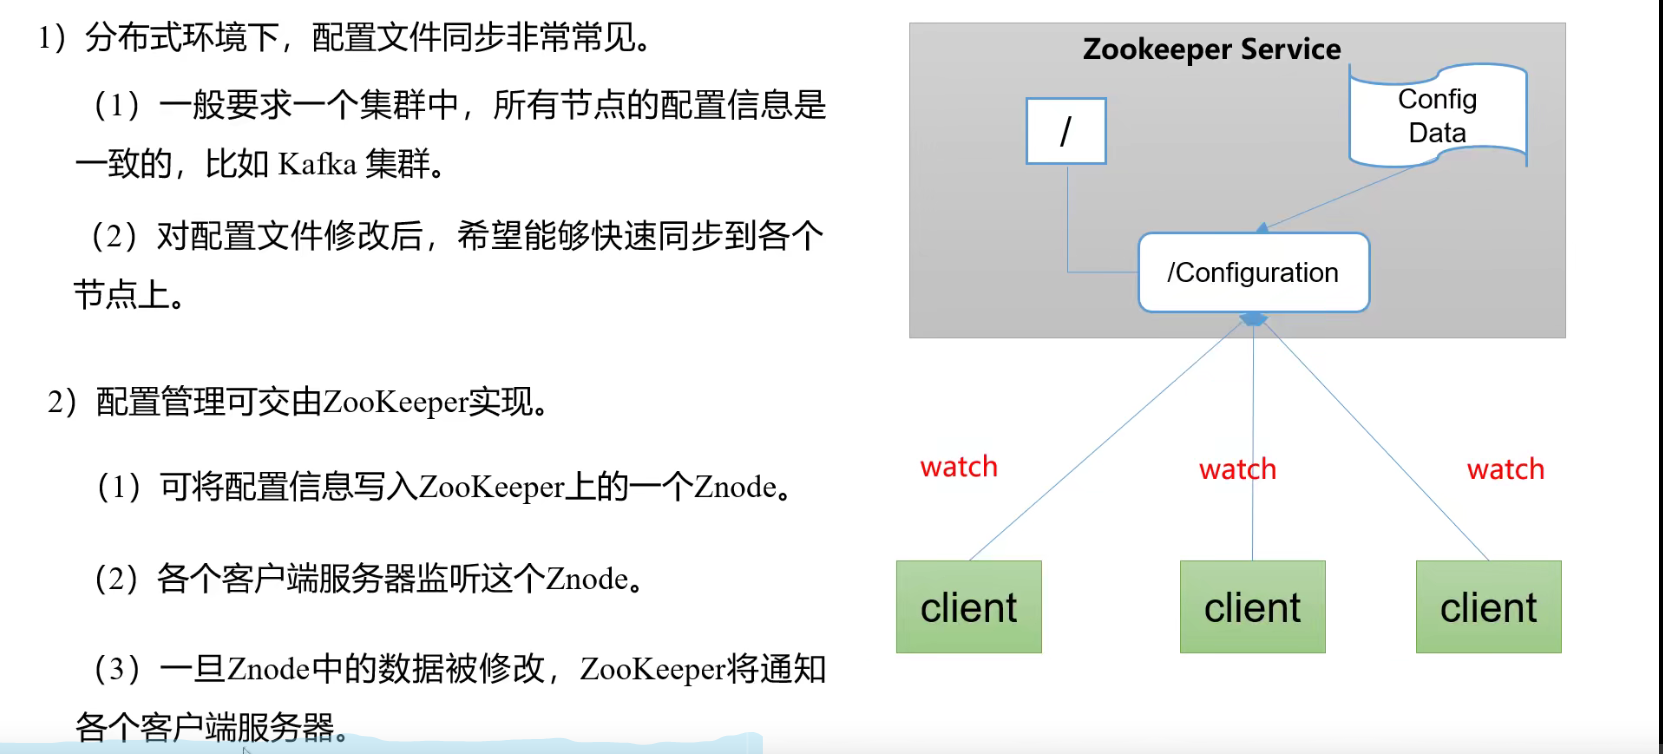 1）分布式环境下，配置文件同步非常常见。
（1）一般要求一个集群中，所有节点的配置信息是
一致的，比如 Kafka 集群。
（2）对配置文件修改后，希望能够快速同步到各个
节点上。
2）配置管理可交由ZooKeeper实现。
（1）可将配置信息写入ZooKeeper上的一个Znode。
（2）各个客户端服务器监听这个Znode。
（3）一旦Znode中的数据被修改，ZooKeeper将通知
各个客户端服务器。
Zookeeper Service
/
Config
Data
/Configuration
watch
watch
watch
client
client
client